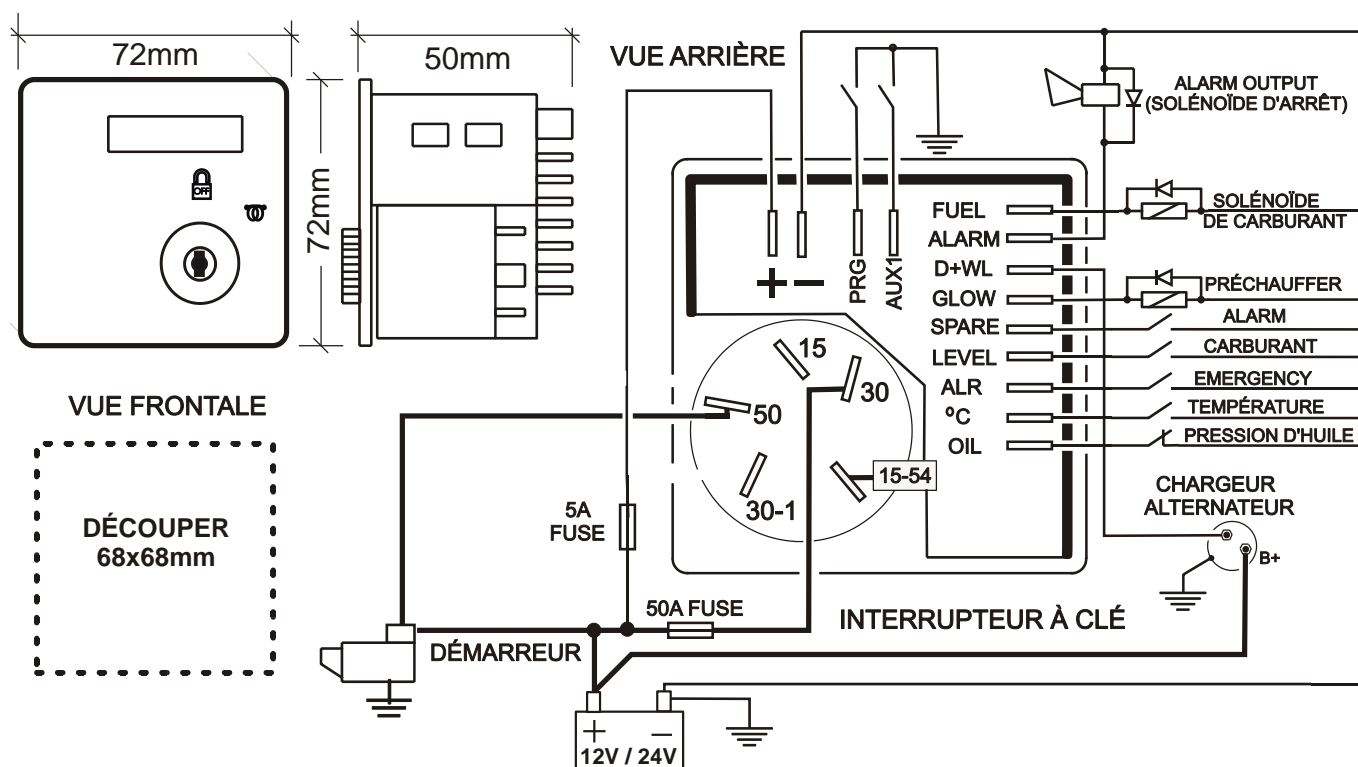 72mm
50mm
72mm
OFF
VUE FRONTALE
DÉCOUPER
68x68mm
VUE ARRIÈRE
ALARM OUTPUT
(SOLÉNOÏDE D'ARRÊT)
FUEL
SOLÉNOÏDE
DE CARBURANT
ALARM
D+WL
GLOW
PRÉCHAUFFER
SPARE
ALARM
LEVEL
CARBURANT
ALR
EMERGENCY
ºC
TEMPÉRATURE
OIL
PRESSION D'HUILE
+ −
PRG
AUX1
15
30
50
30-1
15-54
5A
FUSE
50A FUSE
CHARGEUR
ALTERNATEUR
B+
INTERRUPTEUR À CLÉ
DÉMARREUR
+ −
12V / 24V